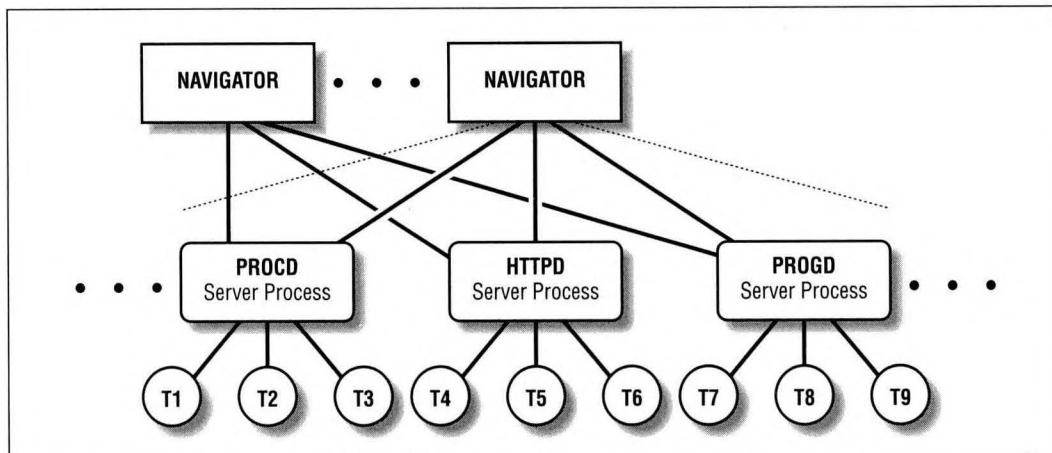 NAVIGATOR
NAVIGATOR
PROCD
Server Process
HTTPD
Server Process
PROGD
Server Process
T1
T2
T3
T4
T5
T6
T7
T8
T9